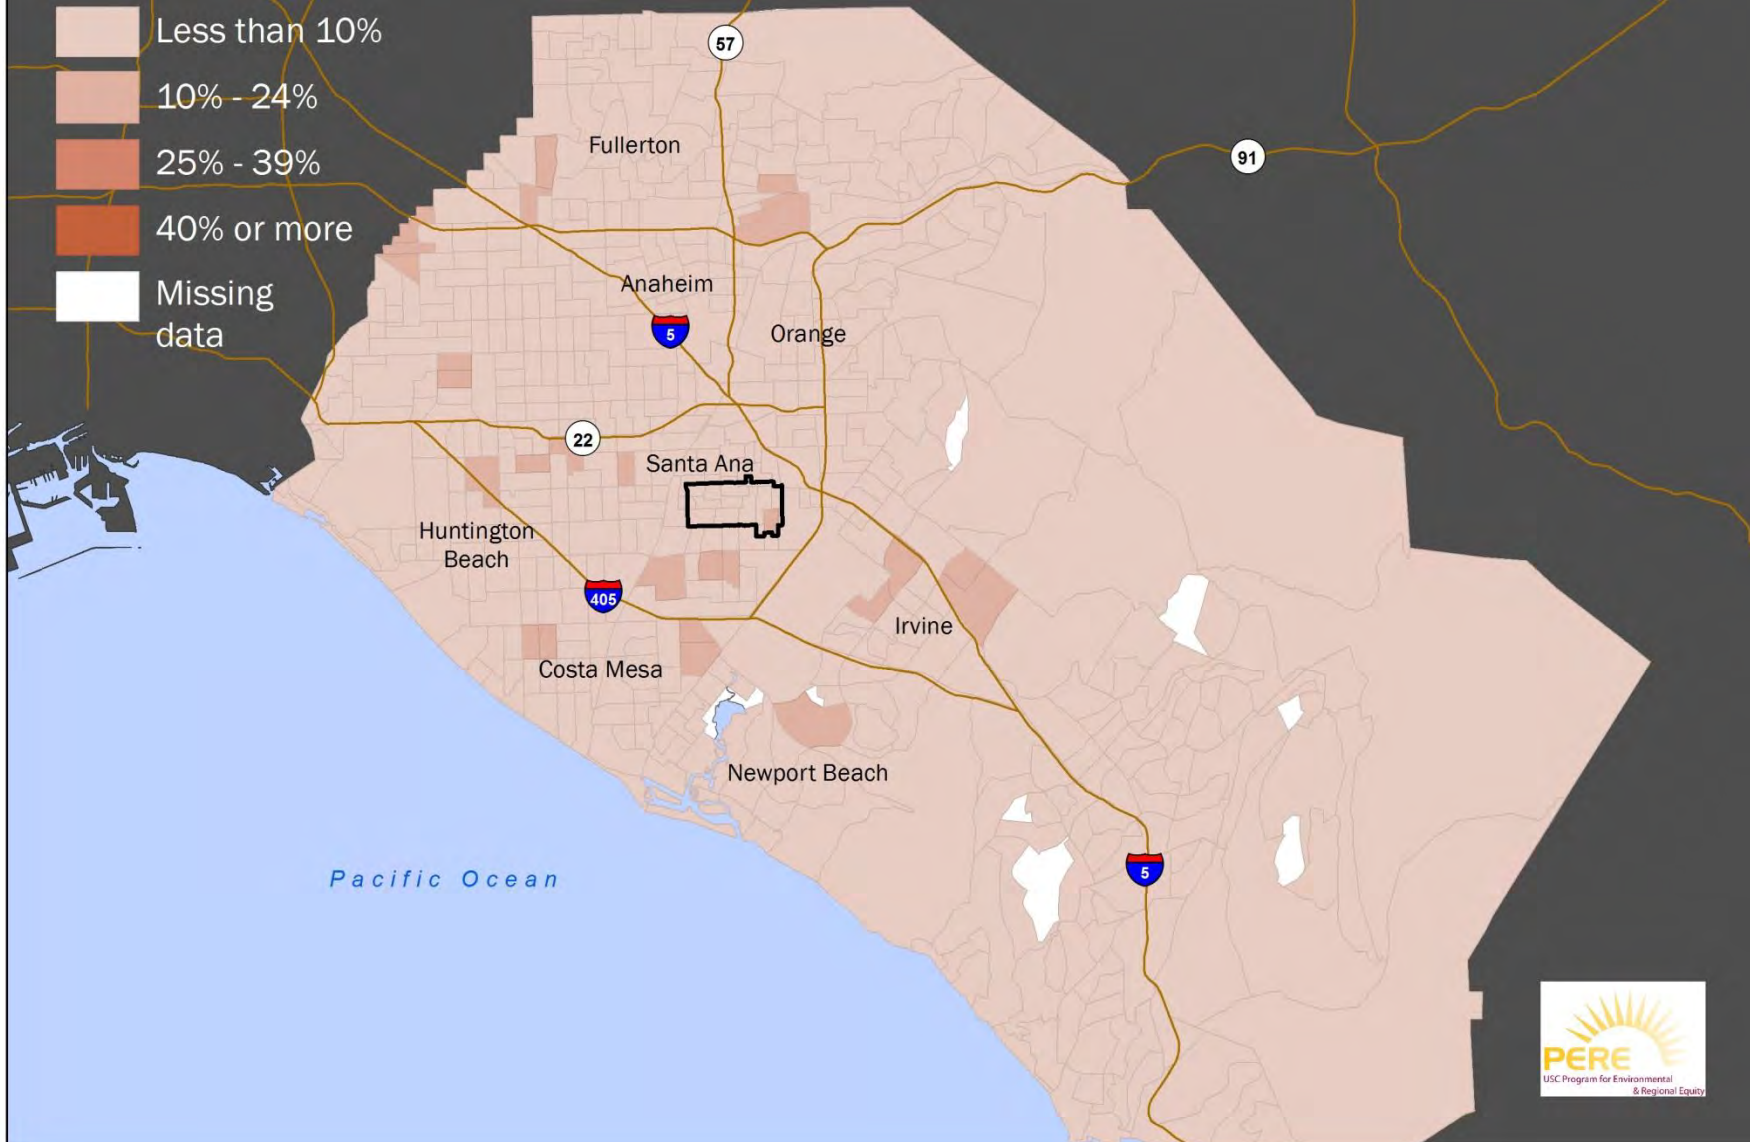 Less than 10%
10% - 24%
25% - 39%
40% or more
Missing
data
57
Fullerton
91
Anaheim
5
Orange
22
Santa Ana
Huntington
Beach
405
Irvine
Costa Mesa
Newport Beach
Pacific Ocean
5
PERE
USC Program for Environmental
& Regional Equity